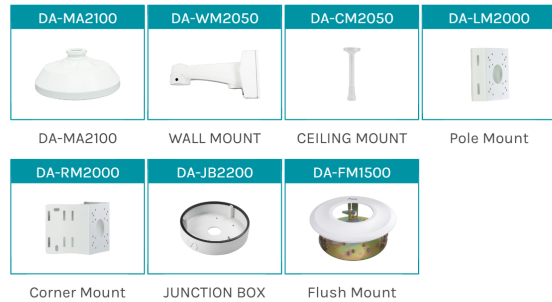 DA-MA2100 DA-WM2050 DA-CM2050 DA-LM2000
DA-MA2100 WALL MOUNT CEILING MOUNT Pole Mount
DA-RM2000 DA-JB2200 DA-FM1500
Corner Mount JUNCTION BOX Flush Mount